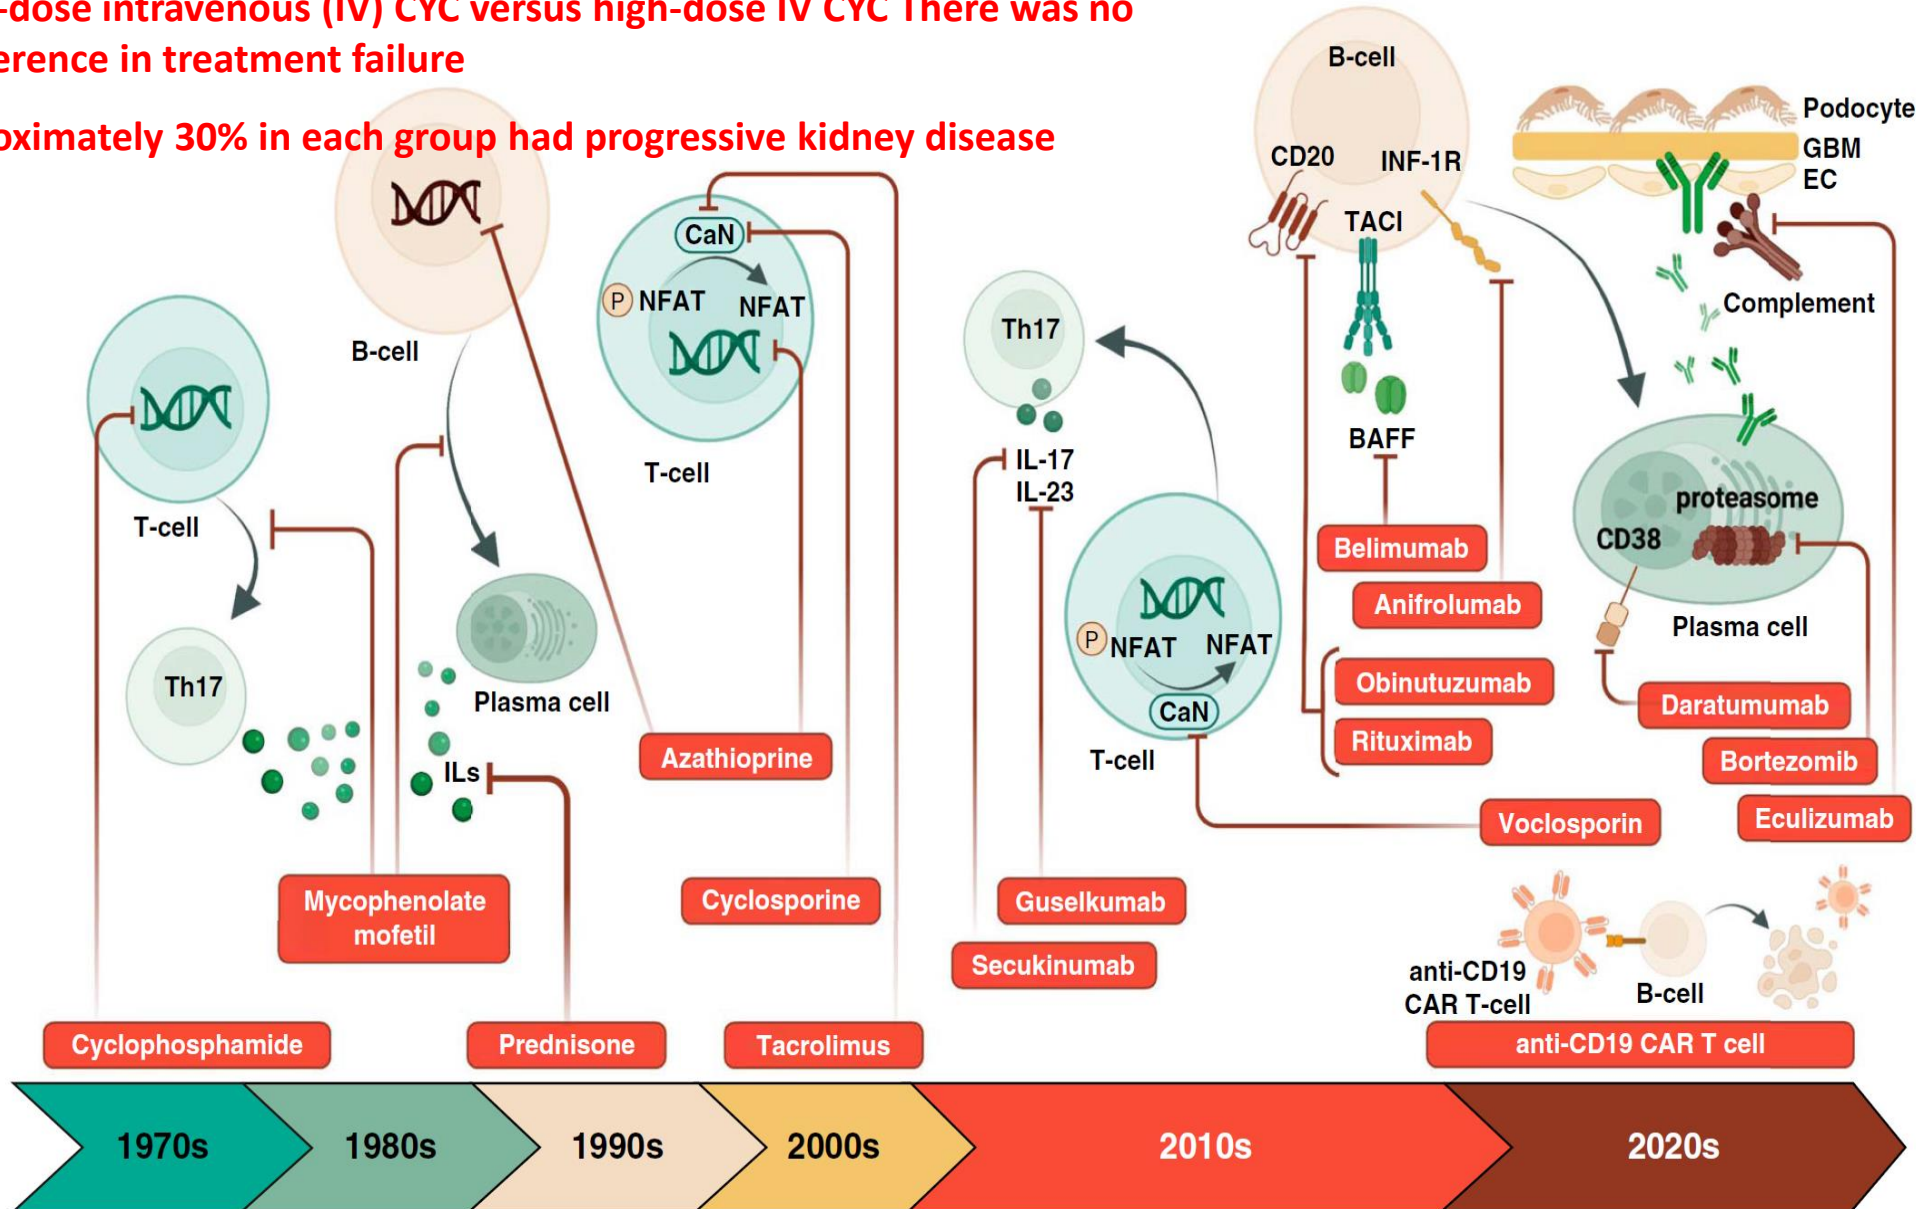 -dose intravenous (IV) CYC versus high-dose IV CYC There was no
erence in treatment failure
oximately 30% in each group had progressive kidney disease
B-cell
CD20
INF-1R
TACI
BAFF
Podocyte
GBM
EC
Complement
CaN
P NFAT
NFAT
T-cell
B-cell
T-cell
Th17
Plasma cell
ILs
Th17
IL-17
IL-23
P NFAT
NFAT
CaN
T-cell
proteasome
CD38
Plasma cell
Belimumab
Anifrolumab
Obinutuzumab
Rituximab
Daratumumab
Bortezomib
Eculizumab
Voclosporin
Azathioprine
Mycophenolate
mofetil
Cyclosporine
Guselkumab
Secukinumab
anti-CD19
CAR T-cell
B-cell
Cyclophosphamide
Prednisone
Tacrolimus
anti-CD19 CAR T cell
1970s
1980s
1990s
2000s
2010s
2020s